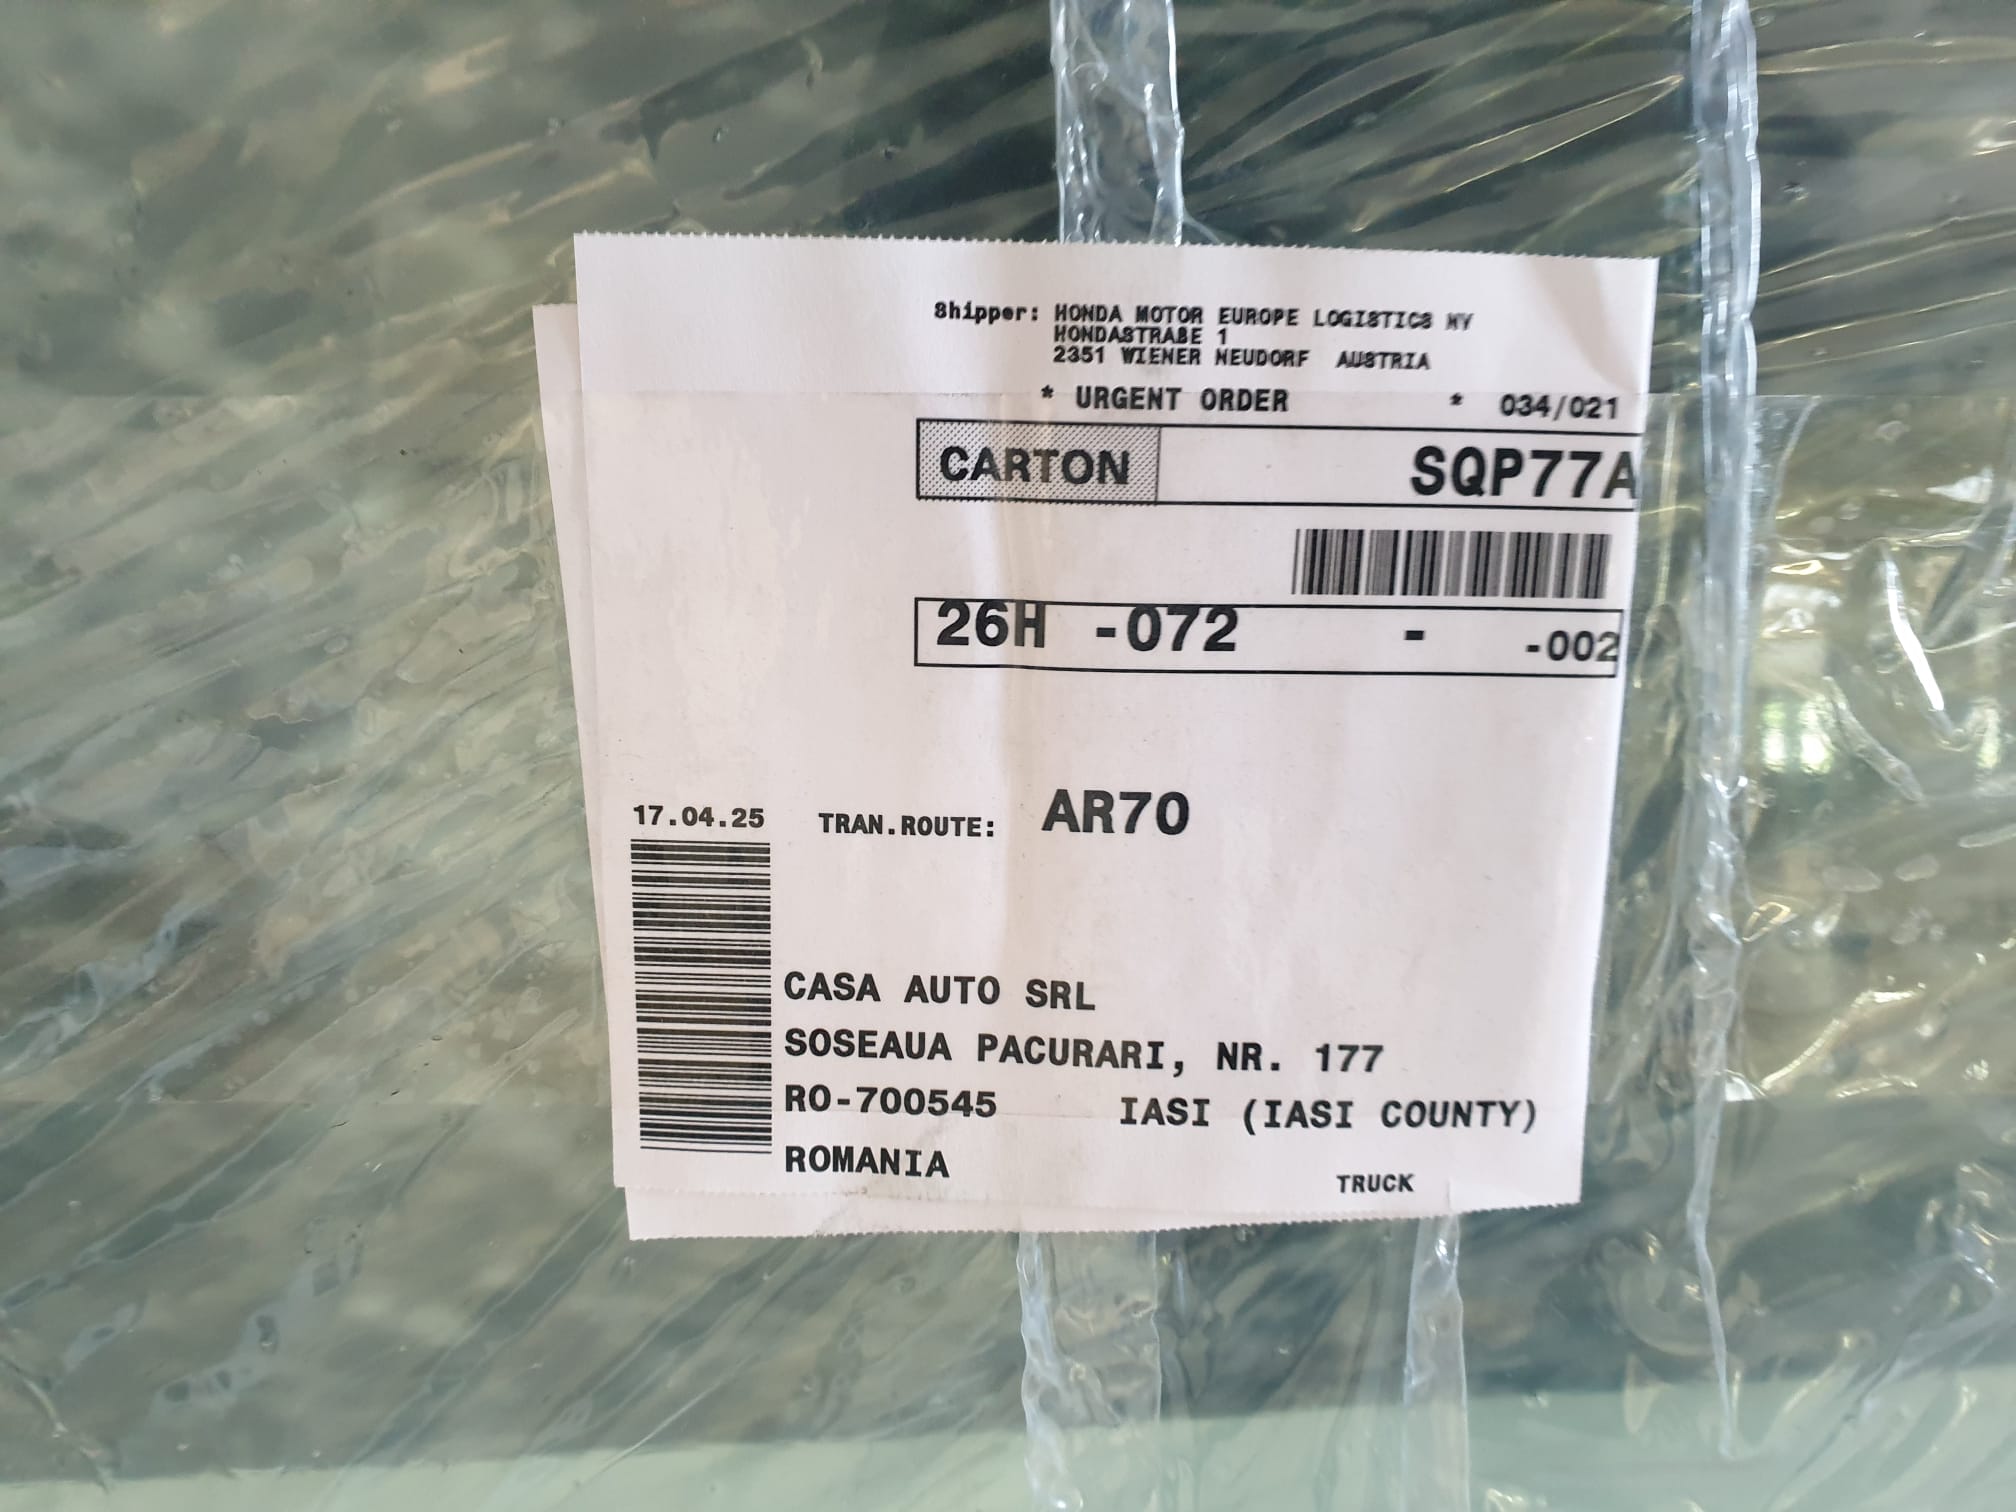 Shipper: HONDA MOTOR EUROPE LOGISTICS NV
HONDASTRAßE 1
2351 WIENER NEUDORF AUSTRIA
* URGENT ORDER * 034/021
CARTON SQP77A
26H -072 - -002
17.04.25 TRAN.ROUTE: AR70
CASA AUTO SRL
SOSEAUA PACURARI, NR. 177
RO-700545 IASI (IASI COUNTY)
ROMANIA
TRUCK